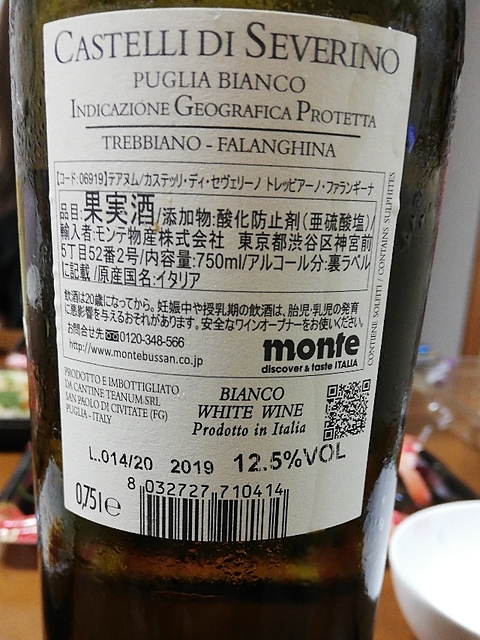 CASTELLI DI SEVERINO
PUGLIA BIANCO
INDICAZIONE GEOGRAFICA PROTETTA
TREBBIANO - FALANGHINA
【コード:06919】テアヌム/カステッリ・ディ・セヴェリーノ トレッビアーノ・ファランギーナ
品目:果実酒/添加物:酸化防止剤(亜硫酸塩)/
輸入者:モンテ物産株式会社 東京都渋谷区神宮前
5丁目52番2号/内容量:750ml/アルコール分:裏ラベル
に記載/原産国名:イタリア
飲酒は20歳になってから。妊娠中や授乳期の飲酒は、胎児・乳児の発育
に悪影響を与えるおそれがあります。安全なワインオープナーをお使いください。
お問合せ先 0120-348-566
http://www.montebussan.co.jp
monte
discover & taste ITALIA
CONTIENE SOLFITI / CONTAINS SULPHITES
PRODOTTO E IMBOTTIGLIATO
DA CANTINE TEANUM SRL
SAN PAOLO DI CIVITATE (FG)
PUGLIA - ITALY
BIANCO
WHITE WINE
Prodotto in Italia
L.014/20 2019 12.5%VOL
0,75l e
8 032727 710414